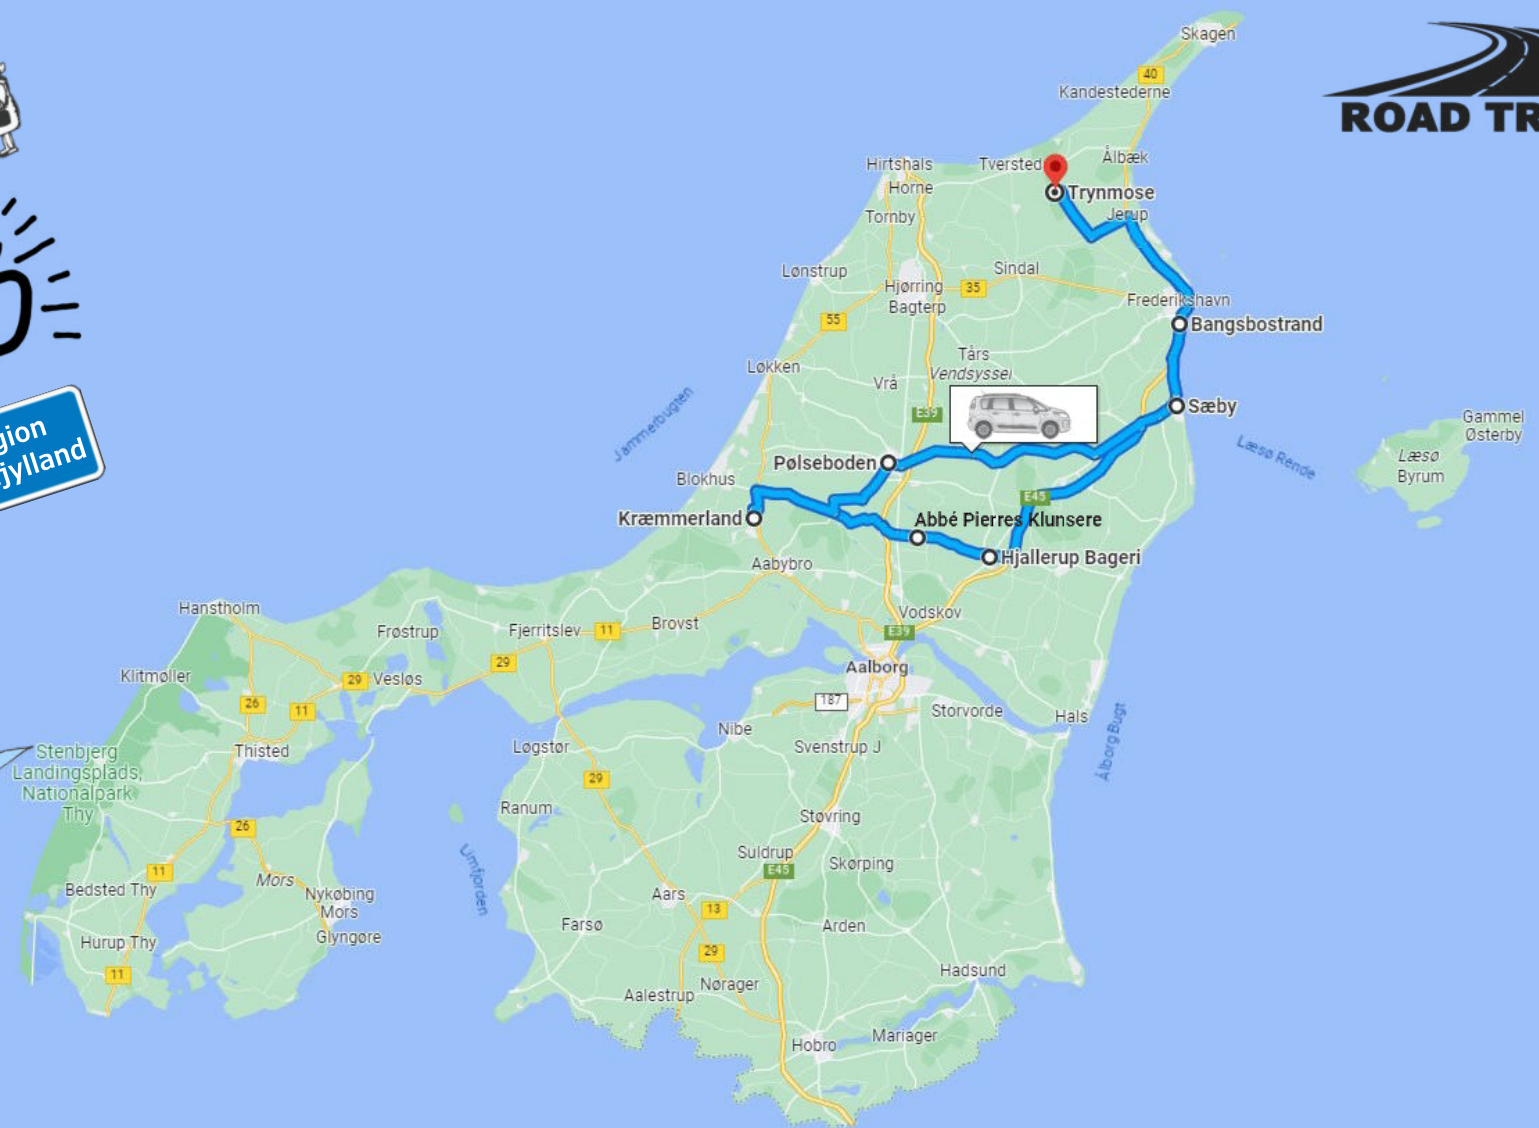 Skagen
40
Kandestederne
ROAD TR
Hirtshals
Tversted
Ålbæk
Horne
Trynmose
Tornby
Jerup
Lønstrup
Sindal
Hjørring
35
Frederikshavn
Bagterp
55
Bangsbostrand
Tårs
Løkken
Vendsyssel
Vrå
Jammerbugten
E39
Sæby
gion
jylland
Gammel
Østerby
Læsø Rende
Læsø
Byrum
Pølseboden
Blokhus
E45
Kræmmerland
Abbé Pierres Klunsere
Hjallerup Bageri
Aabybro
Hanstholm
Vodskov
Frøstrup
Fjerritslev
11
Brovst
E39
29
Aalborg
Klitmøller
29
Vesløs
26
11
187
Storvorde
Hals
Nibe
Ålborg Bugt
Stenbjerg
Landingsplads,
Nationalpark
Thy
Thisted
Løgstør
Svenstrup J
29
Ranum
Støvring
26
Limfjorden
Suldrup
Skørping
E45
11
Bedsted Thy
Mors
Nykøbing
Mors
Aars
13
Farsø
Arden
Glyngøre
Hurup Thy
29
11
Hadsund
Nørager
Aalestrup
Mariager
Hobro